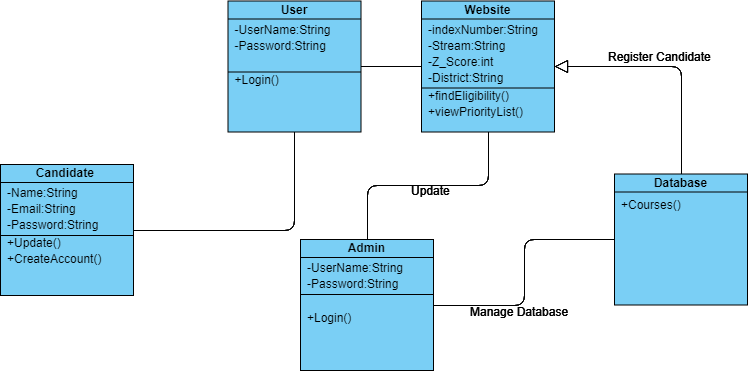 User
-UserName:String
-Password:String
+Login()
Website
-indexNumber:String
-Stream:String
-Z_Score:int
-District:String
+findEligibility()
+viewPriorityList()
Register Candidate
Candidate
-Name:String
-Email:String
-Password:String
+Update()
+CreateAccount()
Update
Database
+Courses()
Admin
-UserName:String
-Password:String
+Login()
Manage Database